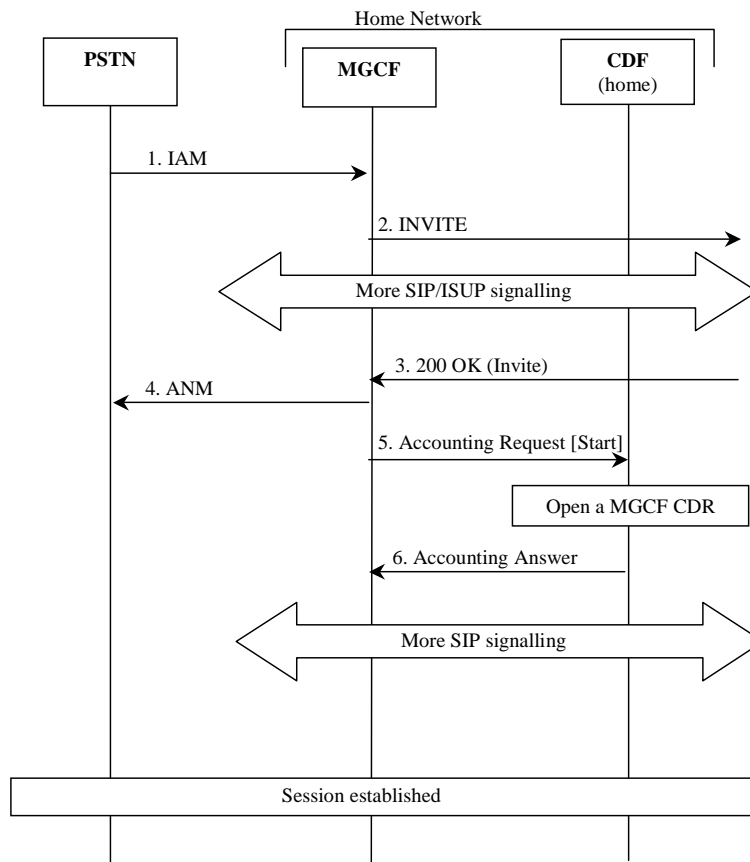 Home Network
PSTN
MGCF
CDF
(home)
1. IAM
2. INVITE
More SIP/ISUP signalling
3. 200 OK (Invite)
4. ANM
5. Accounting Request [Start]
Open a MGCF CDR
6. Accounting Answer
More SIP signalling
Session established